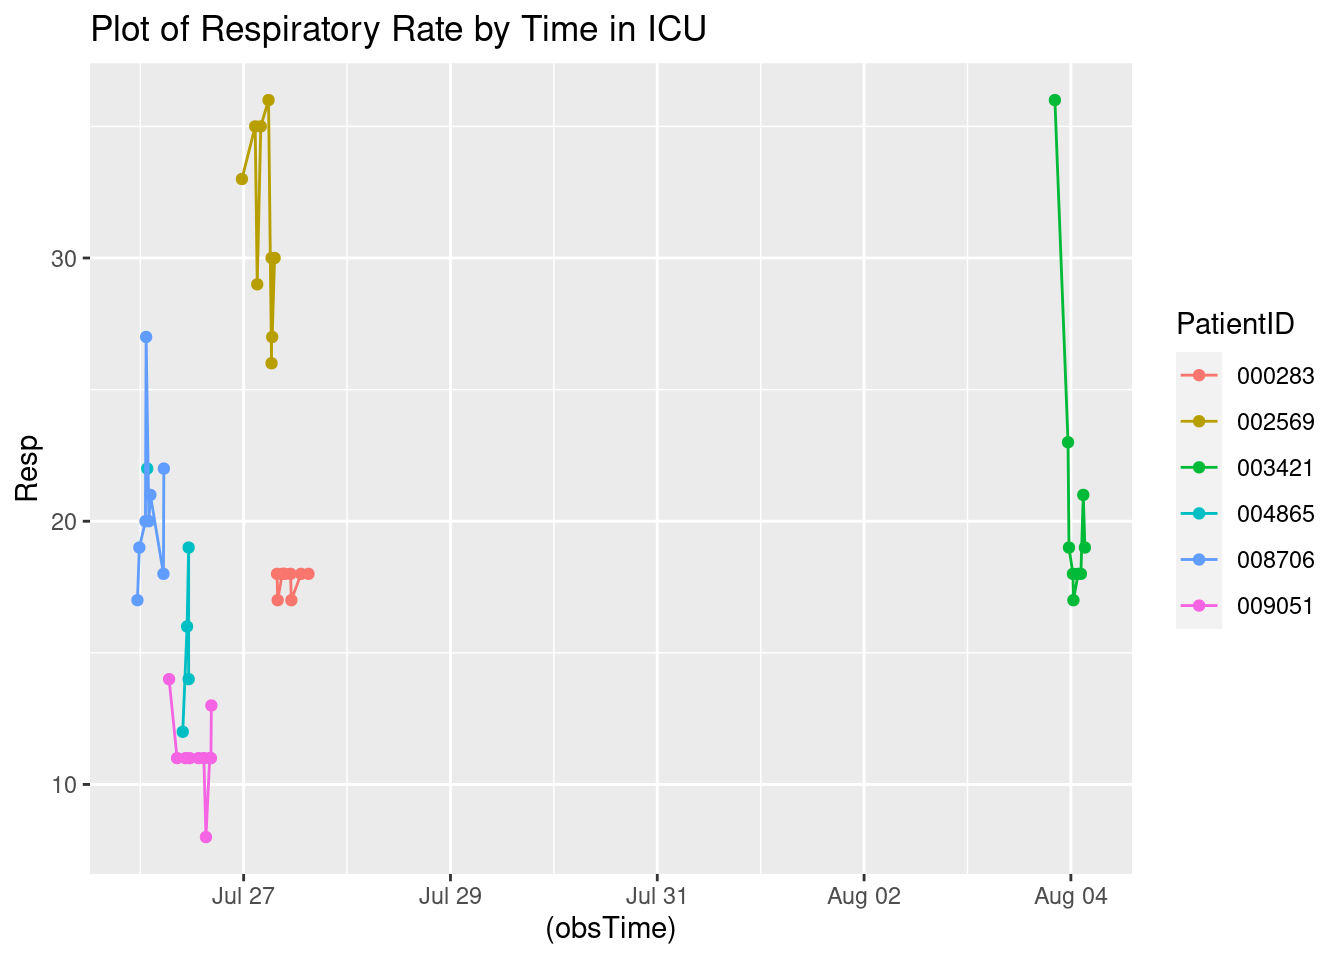 Plot of Respiratory Rate by Time in ICU
Resp
30
20
10
Jul 27
Jul 29
Jul 31
Aug 02
Aug 04
(obsTime)
PatientID
000283
002569
003421
004865
008706
009051